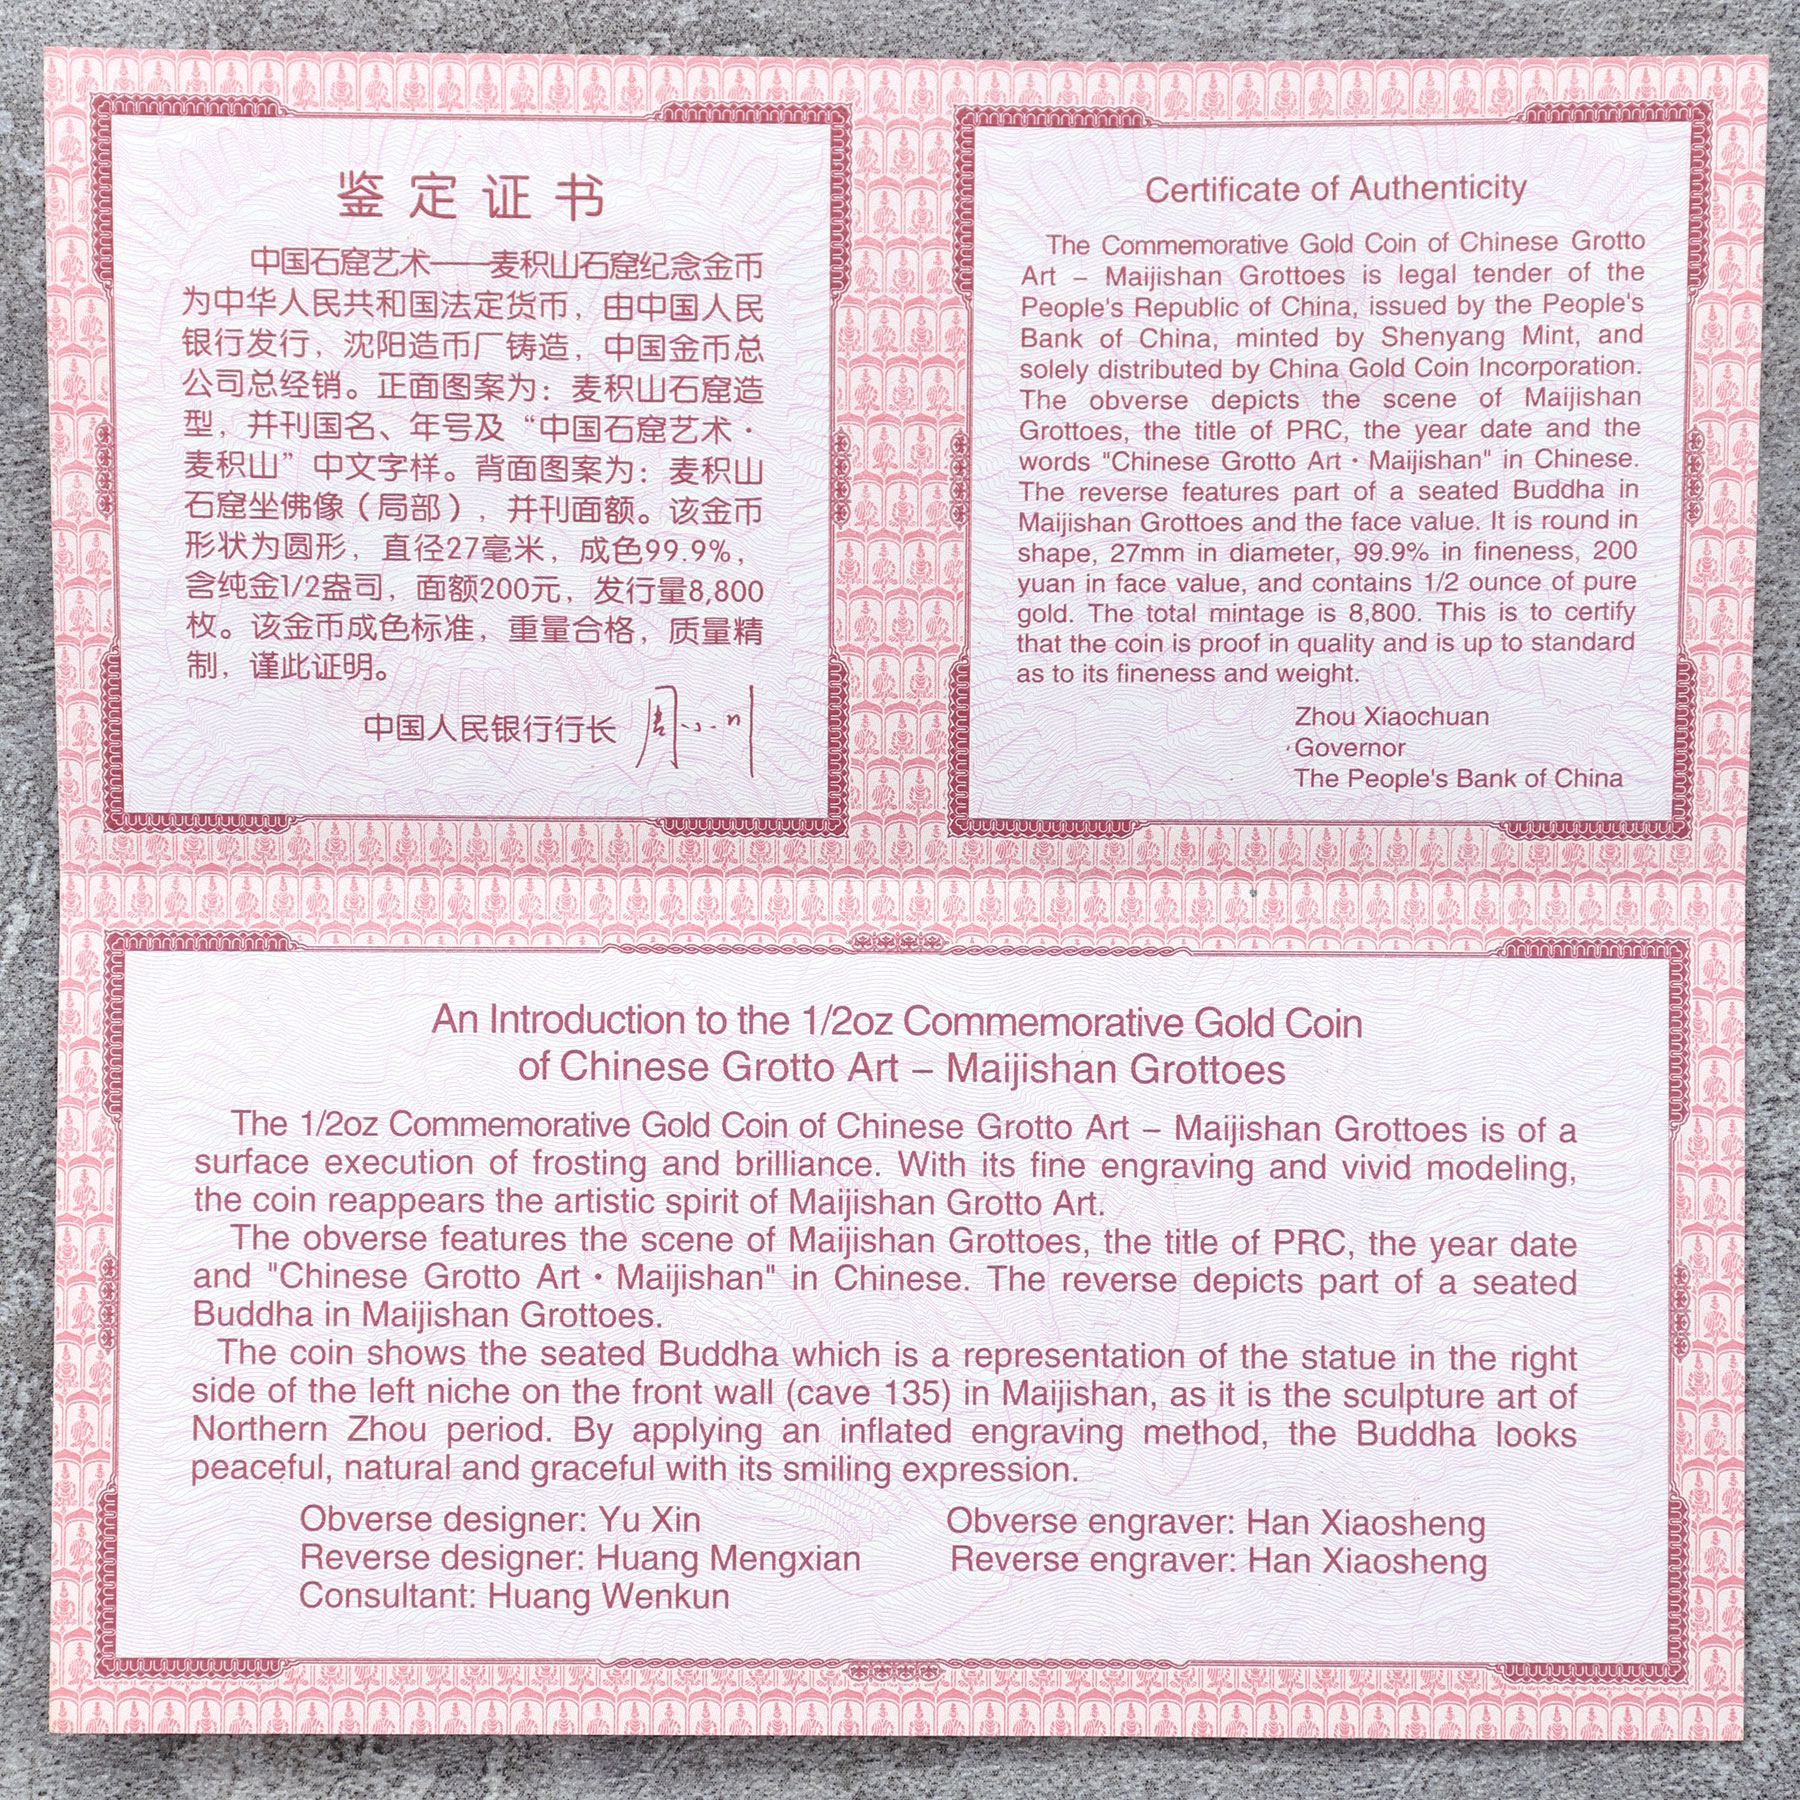 鉴定证书
中国石窟艺术——麦积山石窟纪念金币
为中华人民共和国法定货币，由中国人民
银行发行，沈阳造币厂铸造，中国金币总
公司总经销。正面图案为：麦积山石窟造
型，并刊国名、年号及“中国石窟艺术·
麦积山”中文字样。背面图案为：麦积山
石窟坐佛像（局部），并刊面额。该金币
形状为圆形，直径27毫米，成色99.9%，
含纯金1/2盎司，面额200元，发行量8,800
枚。该金币成色标准，重量合格，质量精
制，谨此证明。
中国人民银行行长 周小川
Certificate of Authenticity
The Commemorative Gold Coin of Chinese Grotto
Art – Maijishan Grottoes is legal tender of the
People's Republic of China, issued by the People's
Bank of China, minted by Shenyang Mint, and
solely distributed by China Gold Coin Incorporation.
The obverse depicts the scene of Maijishan
Grottoes, the title of PRC, the year date and the
words "Chinese Grotto Art · Maijishan" in Chinese.
The reverse features part of a seated Buddha in
Maijishan Grottoes and the face value. It is round in
shape, 27mm in diameter, 99.9% in fineness, 200
yuan in face value, and contains 1/2 ounce of pure
gold. The total mintage is 8,800. This is to certify
that the coin is proof in quality and is up to standard
as to its fineness and weight.
Zhou Xiaochuan
Governor
The People's Bank of China
An Introduction to the 1/2oz Commemorative Gold Coin
of Chinese Grotto Art – Maijishan Grottoes
The 1/2oz Commemorative Gold Coin of Chinese Grotto Art – Maijishan Grottoes is of a
surface execution of frosting and brilliance. With its fine engraving and vivid modeling,
the coin reappears the artistic spirit of Maijishan Grotto Art.
The obverse features the scene of Maijishan Grottoes, the title of PRC, the year date
and "Chinese Grotto Art · Maijishan" in Chinese. The reverse depicts part of a seated
Buddha in Maijishan Grottoes.
The coin shows the seated Buddha which is a representation of the statue in the right
side of the left niche on the front wall (cave 135) in Maijishan, as it is the sculpture art of
Northern Zhou period. By applying an inflated engraving method, the Buddha looks
peaceful, natural and graceful with its smiling expression.
Obverse designer: Yu Xin Obverse engraver: Han Xiaosheng
Reverse designer: Huang Mengxian Reverse engraver: Han Xiaosheng
Consultant: Huang Wenkun